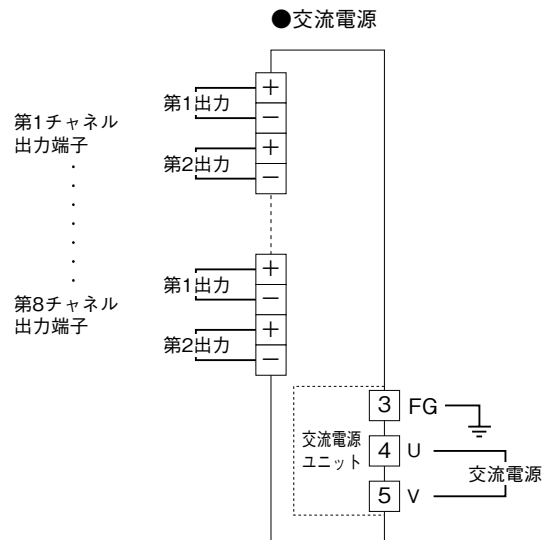 ●交流電源
第1チャネル
出力端子
・
・
・
・
・
・
・
第8チャネル
出力端子
第1出力
+
−
第2出力
+
−
第1出力
+
−
第2出力
+
−
交流電源
ユニット
3 FG
4 U
5 V
交流電源